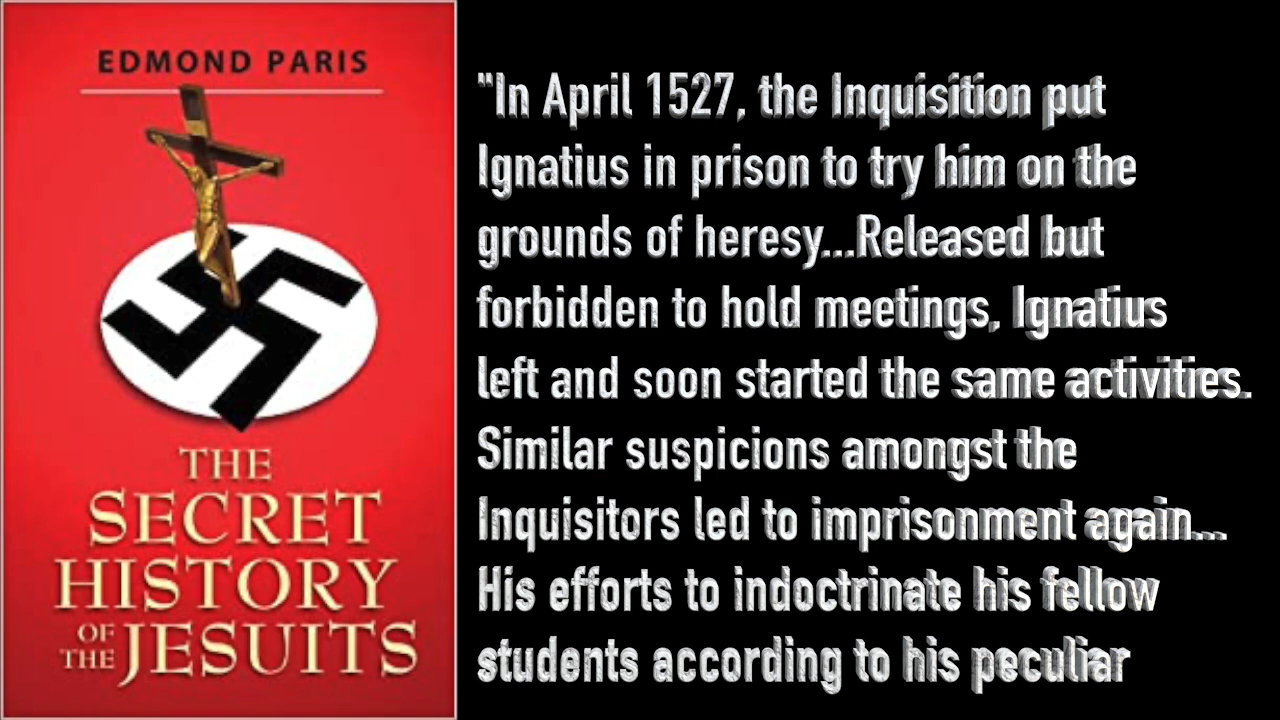 EDMOND PARIS
THE
SECRET
HISTORY
OF
THE JESUITS
"In April 1527, the Inquisition put
Ignatius in prison to try him on the
grounds of heresy...Released but
forbidden to hold meetings, Ignatius
left and soon started the same activities.
Similar suspicions amongst the
Inquisitors led to imprisonment again...
His efforts to indoctrinate his fellow
students according to his peculiar